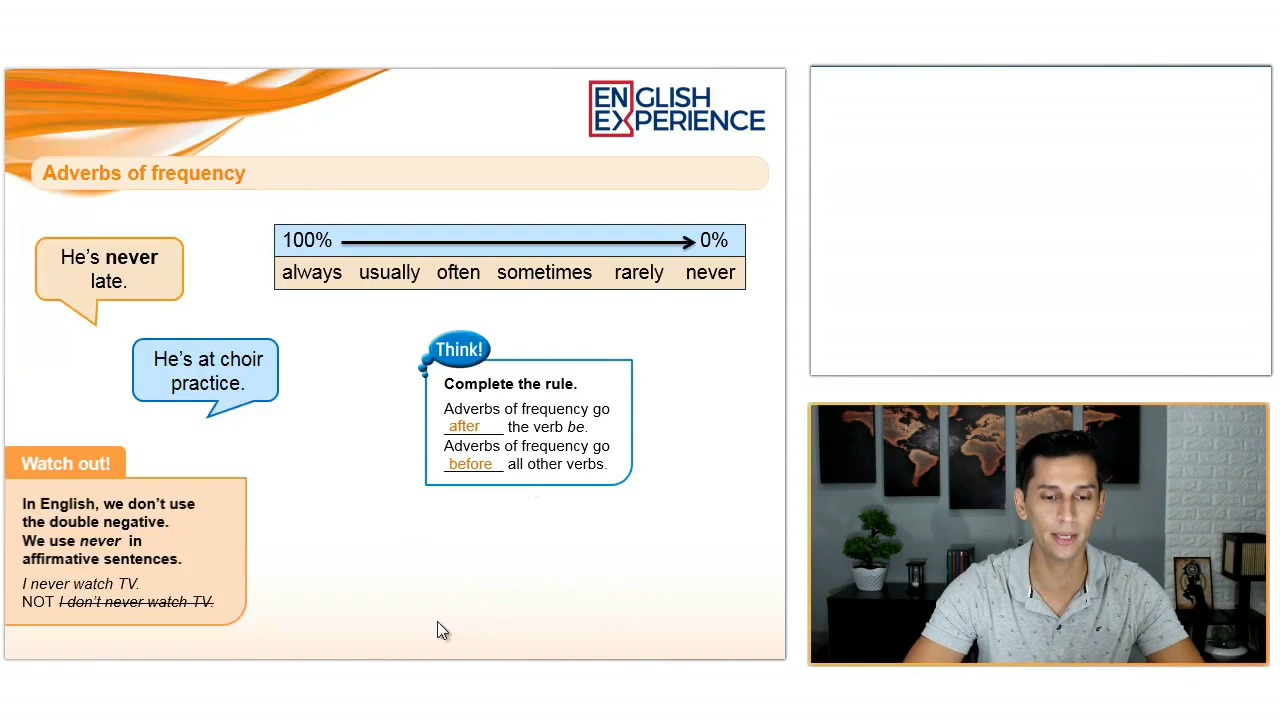 ENGLISH
EXPERIENCE
Adverbs of frequency
100% 0%
always usually often sometimes rarely never
He's never
late.
He's at choir
practice.
Think!
Complete the rule.
Adverbs of frequency go
after the verb be.
Adverbs of frequency go
before all other verbs.
Watch out!
In English, we don't use
the double negative.
We use never in
affirmative sentences.
I never watch TV.
NOT I don't never watch TV.